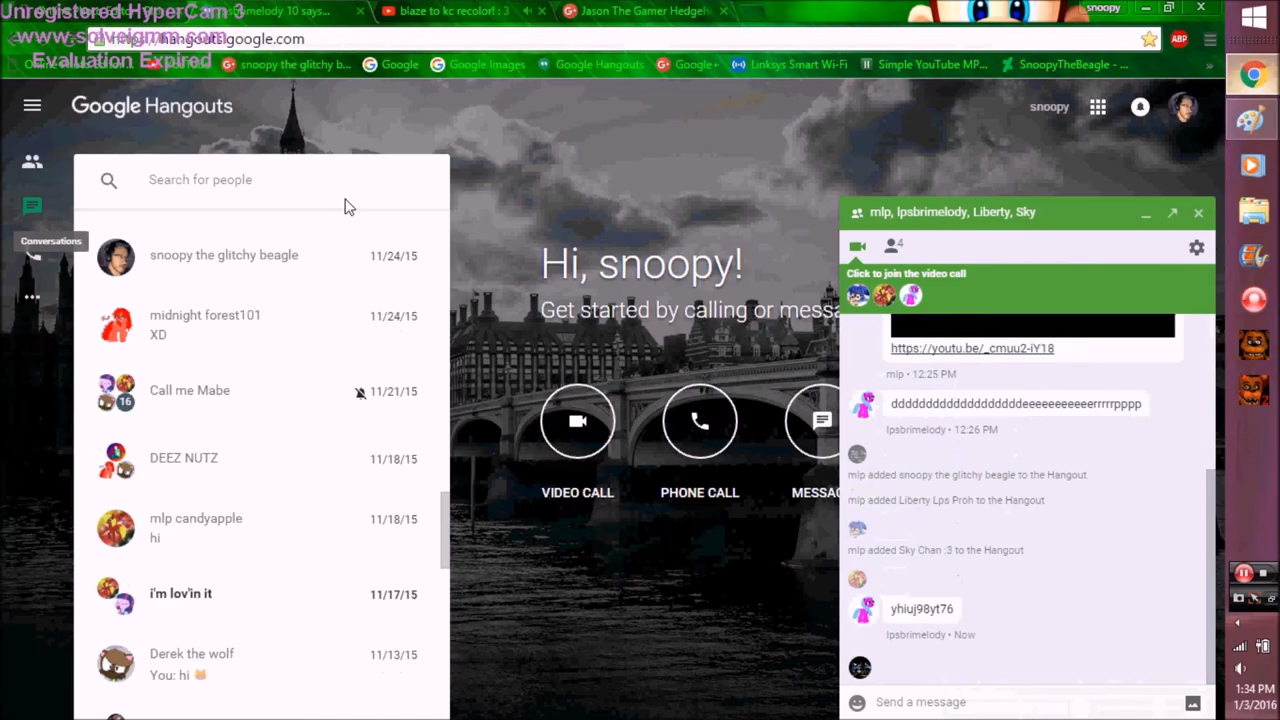 Unregistered HyperCam 3
www.solveigmm.com
Evaluation Expired
melody 10 says...
blaze to kc recolor! : 3
Jason The Gamer Hedgeh
snoopy
hangouts.google.com
ABP
snoopy the glitchy b...
Google
Google Images
Google Hangouts
Google+
Linksys Smart Wi-Fi
Simple YouTube MP...
SnoopyTheBeagle - ...
»
Google Hangouts
snoopy
Search for people
Conversations
snoopy the glitchy beagle 11/24/15
midnight forest101 11/24/15
XD
Call me Mabe 11/21/15
16
DEEZ NUTZ 11/18/15
mlp candyapple 11/18/15
hi
i'm lov'in it 11/17/15
Derek the wolf 11/13/15
You: hi 🐱
Hi, snoopy!
Get started by calling or messa
VIDEO CALL
PHONE CALL
MESSAG
mlp, lpsbrimelody, Liberty, Sky
4
Click to join the video call
https://youtu.be/_cmuu2-iY18
mlp • 12:25 PM
dddddddddddddddddddeeeeeeeeeeerrrrrpppp
lpsbrimelody • 12:26 PM
mlp added snoopy the glitchy beagle to the Hangout.
mlp added Liberty Lps Proh to the Hangout
mlp added Sky Chan :3 to the Hangout
yhiuj98yt76
lpsbrimelody • Now
Send a message
1:34 PM
1/3/2016